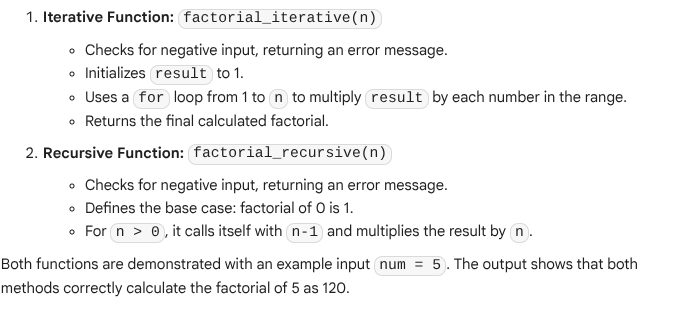 1. Iterative Function: factorial_iterative(n)
◦ Checks for negative input, returning an error message.
◦ Initializes result to 1.
◦ Uses a for loop from 1 to n to multiply result by each number in the range.
◦ Returns the final calculated factorial.
2. Recursive Function: factorial_recursive(n)
◦ Checks for negative input, returning an error message.
◦ Defines the base case: factorial of 0 is 1.
◦ For n > 0, it calls itself with n-1 and multiplies the result by n.
Both functions are demonstrated with an example input num = 5. The output shows that both
methods correctly calculate the factorial of 5 as 120.